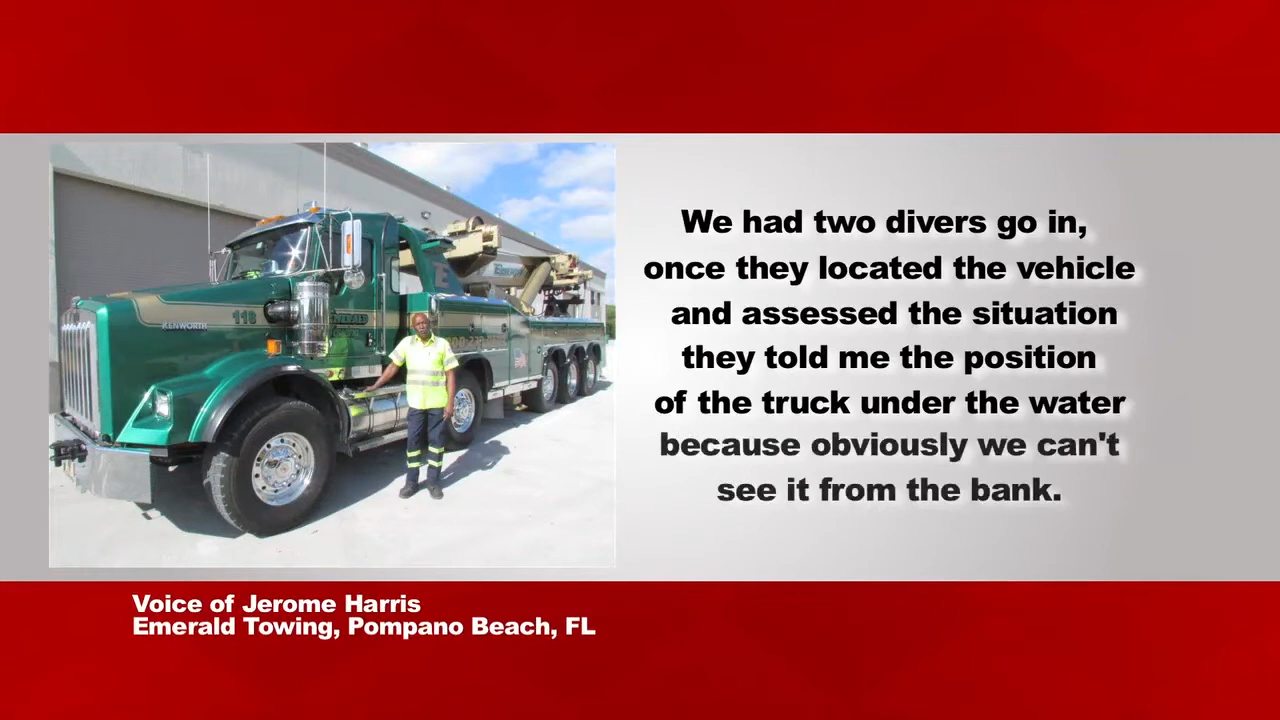 We had two divers go in,
once they located the vehicle
and assessed the situation
they told me the position
of the truck under the water
because obviously we can't
see it from the bank.
118
KENWORTH
EMERALD
Voice of Jerome Harris
Emerald Towing, Pompano Beach, FL